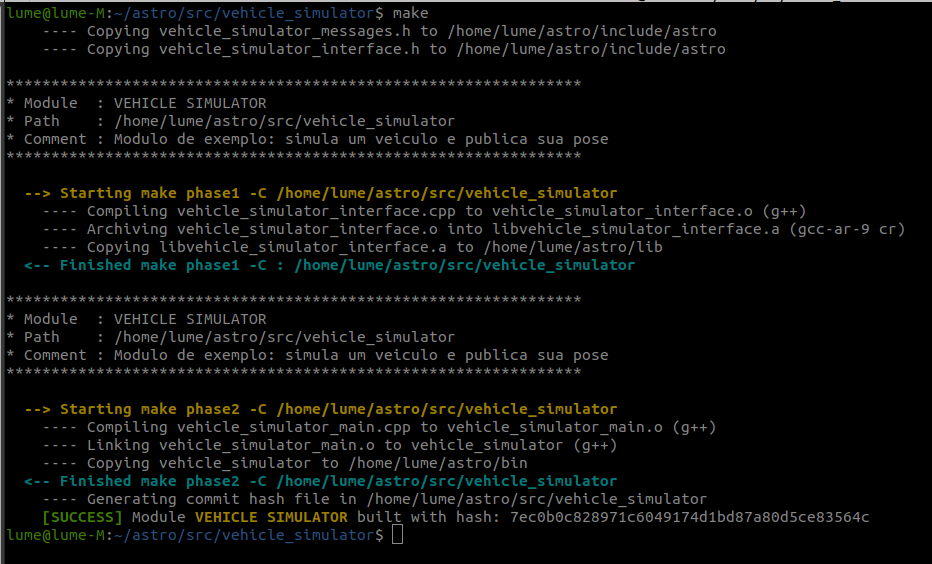 lume@lume-M:~/astro/src/vehicle_simulator$ make
---- Copying vehicle_simulator_messages.h to /home/lume/astro/include/astro
---- Copying vehicle_simulator_interface.h to /home/lume/astro/include/astro
****************************************************************
* Module  : VEHICLE SIMULATOR
* Path    : /home/lume/astro/src/vehicle_simulator
* Comment : Modulo de exemplo: simula um veiculo e publica sua pose
****************************************************************
--> Starting make phase1 -C /home/lume/astro/src/vehicle_simulator
---- Compiling vehicle_simulator_interface.cpp to vehicle_simulator_interface.o (g++)
---- Archiving vehicle_simulator_interface.o into libvehicle_simulator_interface.a (gcc-ar-9 cr)
---- Copying libvehicle_simulator_interface.a to /home/lume/astro/lib
<-- Finished make phase1 -C : /home/lume/astro/src/vehicle_simulator
****************************************************************
* Module  : VEHICLE SIMULATOR
* Path    : /home/lume/astro/src/vehicle_simulator
* Comment : Modulo de exemplo: simula um veiculo e publica sua pose
****************************************************************
--> Starting make phase2 -C /home/lume/astro/src/vehicle_simulator
---- Compiling vehicle_simulator_main.cpp to vehicle_simulator_main.o (g++)
---- Linking vehicle_simulator_main.o to vehicle_simulator (g++)
---- Copying vehicle_simulator to /home/lume/astro/bin
<-- Finished make phase2 -C /home/lume/astro/src/vehicle_simulator
---- Generating commit hash file in /home/lume/astro/src/vehicle_simulator
[SUCCESS] Module VEHICLE SIMULATOR built with hash: 7ec0b0c828971c6049174d1bd87a80d5ce83564c
lume@lume-M:~/astro/src/vehicle_simulator$